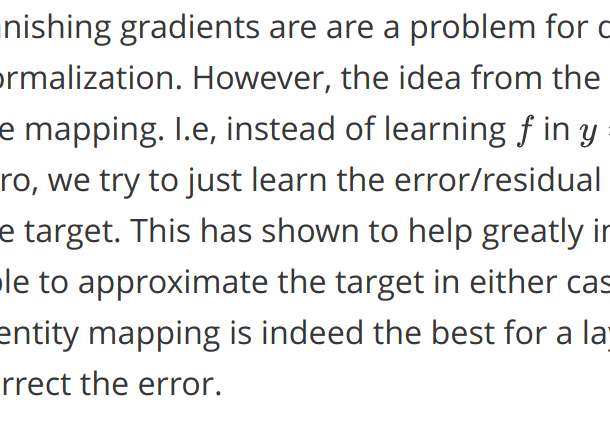 nishing gradients are are a problem for
ormalization. However, the idea from the
e mapping. I.e, instead of learning f in y
ro, we try to just learn the error/residual
e target. This has shown to help greatly in
le to approximate the target in either cas
entity mapping is indeed the best for a la
rrect the error.